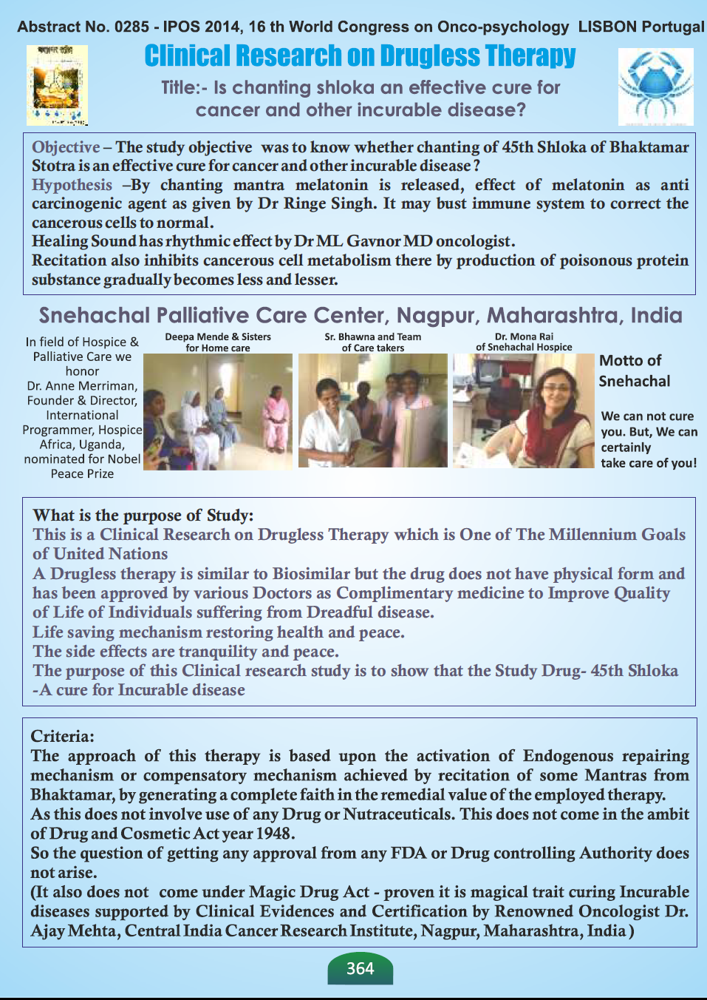 Abstract No. 0285 - IPOS 2014, 16 th World Congress on Onco-psychology LISBON Portugal
Clinical Research on Drugless Therapy
Title:- Is chanting shloka an effective cure for
cancer and other incurable disease?
Objective – The study objective was to know whether chanting of 45th Shloka of Bhaktamar
Stotra is an effective cure for cancer and other incurable disease ?
Hypothesis –By chanting mantra melatonin is released, effect of melatonin as anti
carcinogenic agent as given by Dr Ringe Singh. It may bust immune system to correct the
cancerous cells to normal.
Healing Sound has rhythmic effect by Dr ML Gavnor MD oncologist.
Recitation also inhibits cancerous cell metabolism there by production of poisonous protein
substance gradually becomes less and lesser.
Snehachal Palliative Care Center, Nagpur, Maharashtra, India
In field of Hospice &
Palliative Care we
honor
Dr. Anne Merriman,
Founder & Director,
International
Programmer, Hospice
Africa, Uganda,
nominated for Nobel
Peace Prize
Deepa Mende & Sisters
for Home care
Sr. Bhawna and Team
of Care takers
Dr. Mona Rai
of Snehachal Hospice
Motto of
Snehachal
We can not cure
you. But, We can
certainly
take care of you!
What is the purpose of Study:
This is a Clinical Research on Drugless Therapy which is One of The Millennium Goals
of United Nations
A Drugless therapy is similar to Biosimilar but the drug does not have physical form and
has been approved by various Doctors as Complimentary medicine to Improve Quality
of Life of Individuals suffering from Dreadful disease.
Life saving mechanism restoring health and peace.
The side effects are tranquility and peace.
The purpose of this Clinical research study is to show that the Study Drug- 45th Shloka
-A cure for Incurable disease
Criteria:
The approach of this therapy is based upon the activation of Endogenous repairing
mechanism or compensatory mechanism achieved by recitation of some Mantras from
Bhaktamar, by generating a complete faith in the remedial value of the employed therapy.
As this does not involve use of any Drug or Nutraceuticals. This does not come in the ambit
of Drug and Cosmetic Act year 1948.
So the question of getting any approval from any FDA or Drug controlling Authority does
not arise.
(It also does not come under Magic Drug Act - proven it is magical trait curing Incurable
diseases supported by Clinical Evidences and Certification by Renowned Oncologist Dr.
Ajay Mehta, Central India Cancer Research Institute, Nagpur, Maharashtra, India )
364